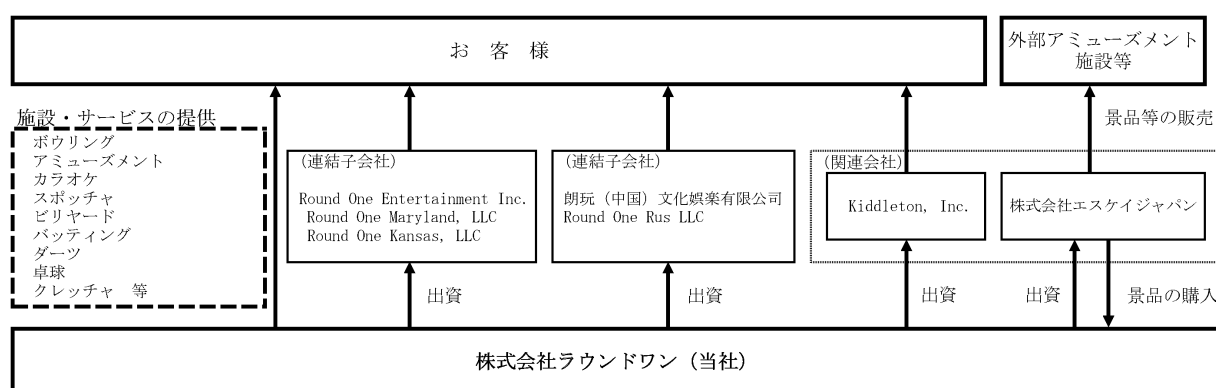 お 客 様
外部アミューズメント
施設等
施設・サービスの提供
ボウリング
アミューズメント
カラオケ
スポッチャ
ビリヤード
バッティング
ダーツ
卓球
クレッチャ 等
景品等の販売
(連結子会社)
Round One Entertainment Inc.
Round One Maryland, LLC
Round One Kansas, LLC
(連結子会社)
朗玩（中国）文化娯楽有限公司
Round One Rus LLC
(関連会社)
Kiddleton, Inc.
株式会社エスケイジャパン
出資
出資
出資
出資
景品の購入
株式会社ラウンドワン（当社）